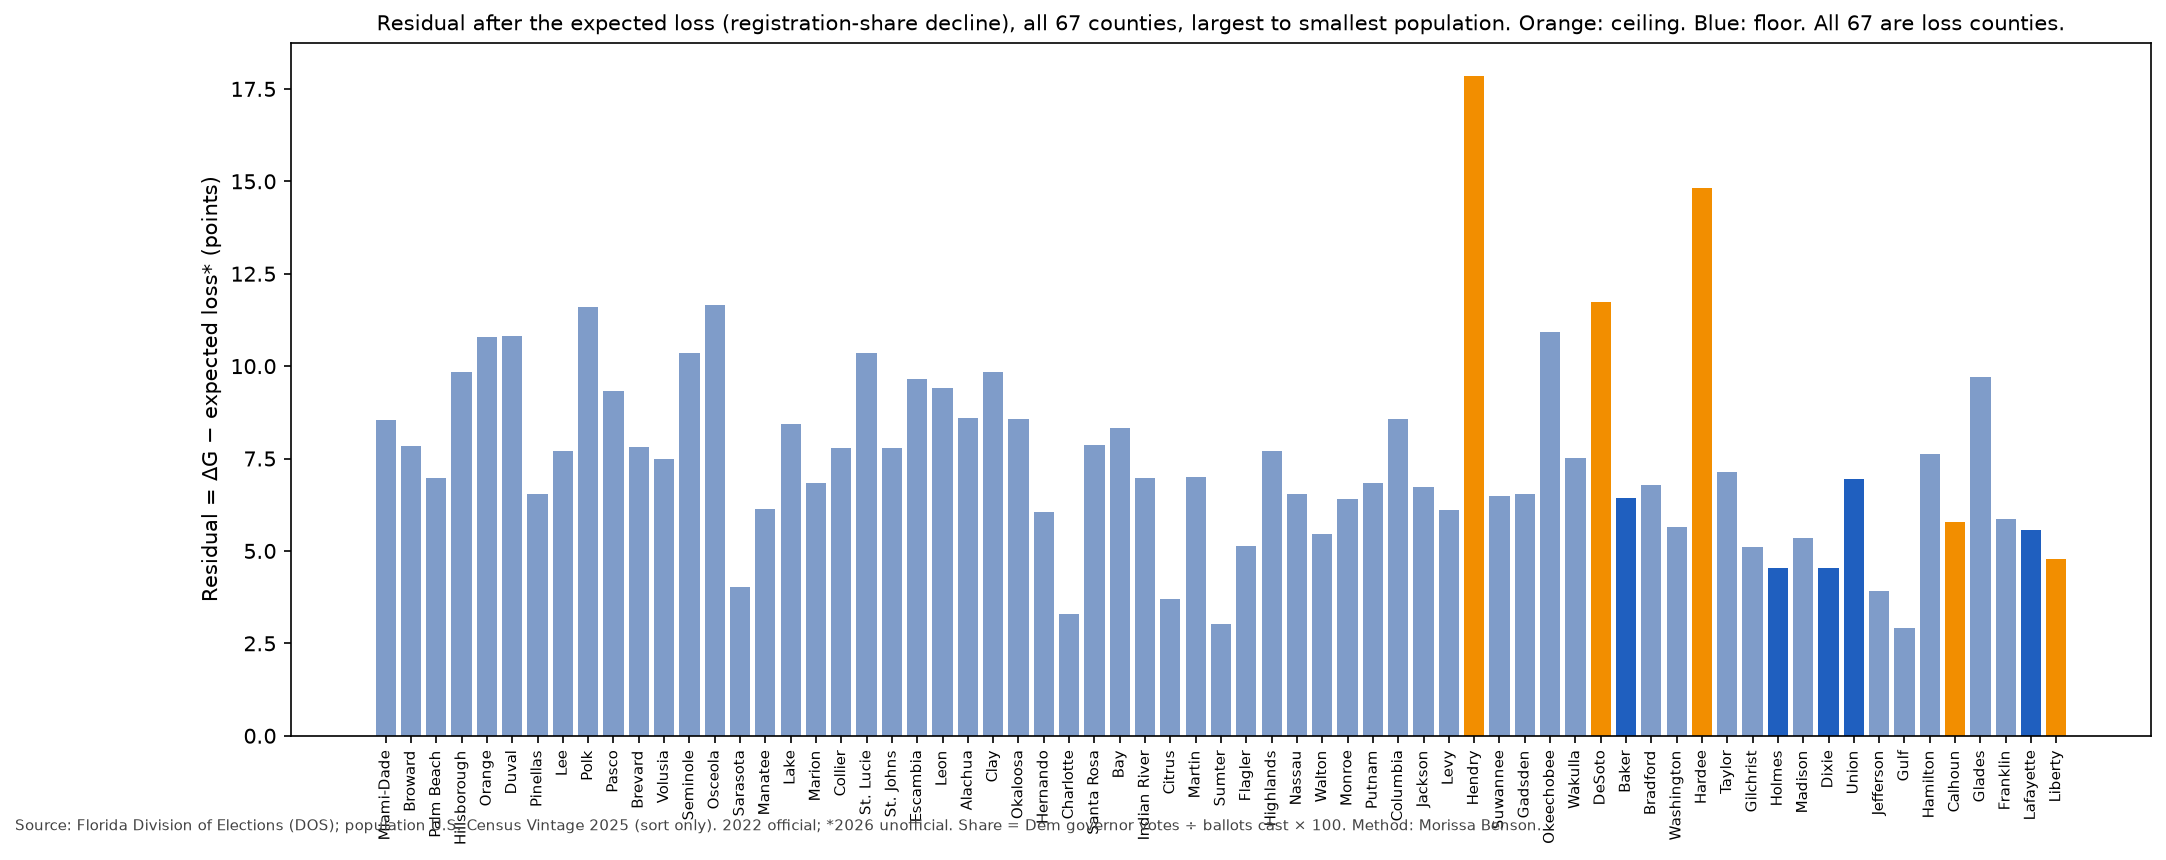 Residual after the expected loss (registration-share decline), all 67 counties, largest to smallest population. Orange: ceiling. Blue: floor. All 67 are loss counties.
Residual = ΔG − expected loss* (points)
17.5
15.0
12.5
10.0
7.5
5.0
2.5
0.0
Miami-Dade
Broward
Palm Beach
Hillsborough
Orange
Duval
Pinellas
Lee
Polk
Pasco
Brevard
Volusia
Seminole
Osceola
Sarasota
Manatee
Lake
Marion
Collier
St. Lucie
St. Johns
Escambia
Leon
Alachua
Clay
Okaloosa
Hernando
Charlotte
Santa Rosa
Bay
Indian River
Citrus
Martin
Sumter
Flagler
Highlands
Nassau
Walton
Monroe
Putnam
Columbia
Jackson
Levy
Hendry
Suwannee
Gadsden
Okeechobee
Wakulla
DeSoto
Baker
Bradford
Washington
Hardee
Taylor
Gilchrist
Holmes
Madison
Dixie
Union
Jefferson
Gulf
Hamilton
Calhoun
Glades
Franklin
Lafayette
Liberty
Source: Florida Division of Elections (DOS); population U.S. Census Vintage 2025 (sort only). 2022 official; *2026 unofficial. Share = Dem governor votes ÷ ballots cast × 100. Method: Morissa Benson.